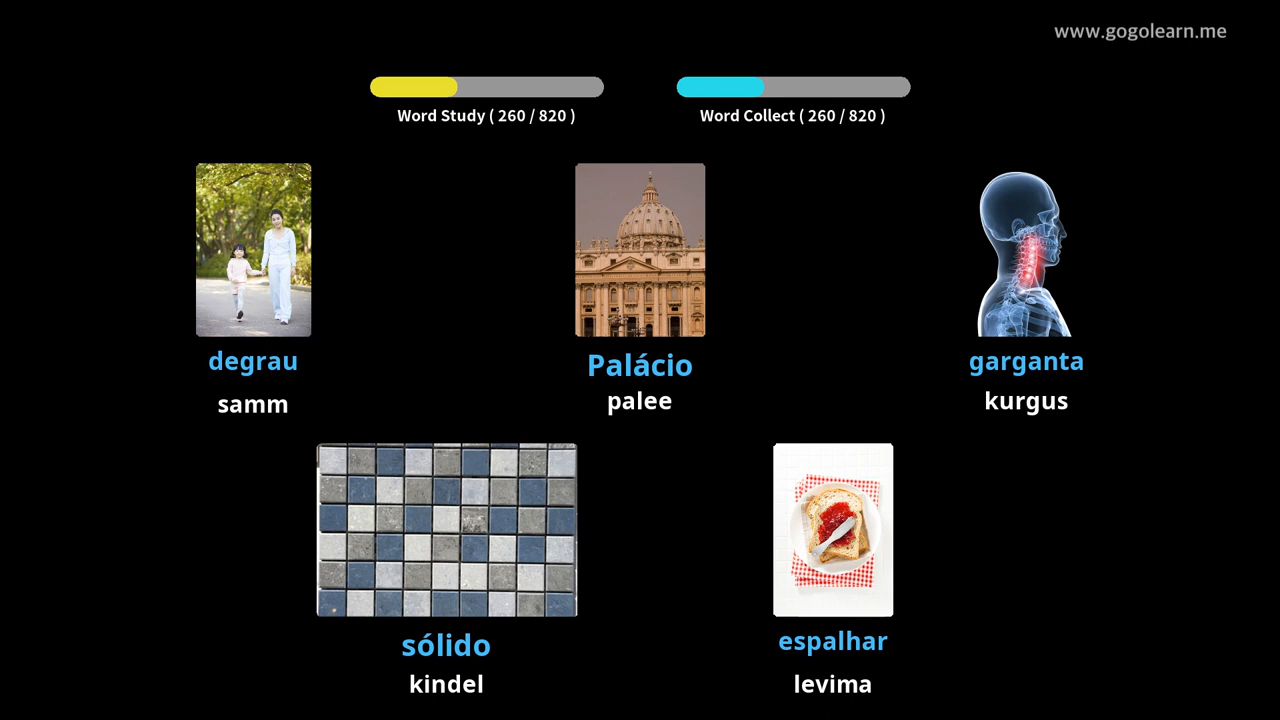 www.gogolearn.me
Word Study ( 260 / 820 )
Word Collect ( 260 / 820 )
degrau
samm
Palácio
palee
garganta
kurgus
sólido
kindel
espalhar
levima